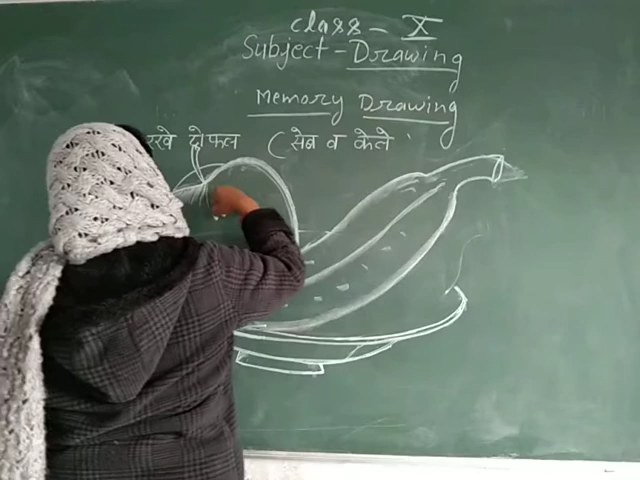 Class - X
Subject - Drawing
Memory Drawing
रखे दो फल ( सेब व केले